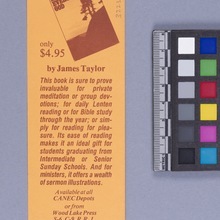 only
$4.95
by James Taylor
This book is sure to prove
invaluable for private
meditation or group dev-
otions; for daily Lenten
reading or for Bible study
through the year; or sim-
ply for reading for plea-
sure. Its ease of reading
makes it an ideal gift for
students graduating from
Intermediate or Senior
Sunday Schools. And for
ministers, it offers a wealth
of sermon illustrations.
Available at all
CANEC Depots
or from
Wood Lake Press